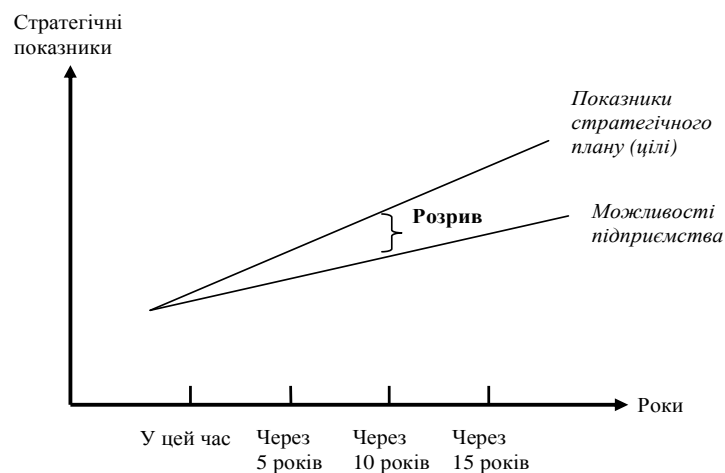 Стратегічні
показники
Показники
стратегічного
плану (цілі)
Розрив
Можливості
підприємства
Роки
У цей час
Через
5 років
Через
10 років
Через
15 років